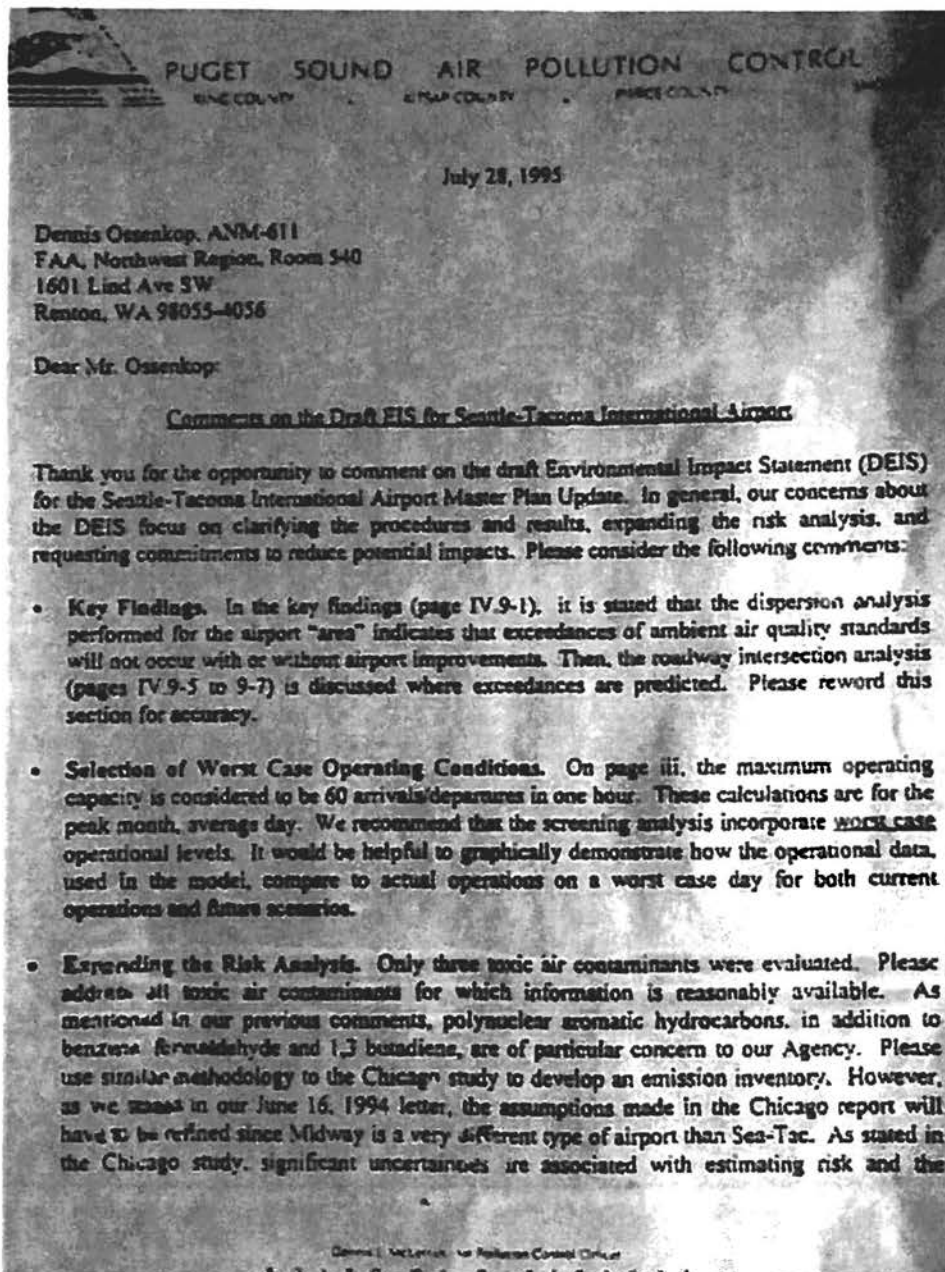 PUGET SOUND AIR POLLUTION CONTROL
KING COUNTY KITSAP COUNTY PIERCE COUNTY
July 28, 1995
Dennis Ossenkop, ANM-611
FAA, Northwest Region, Room 540
1601 Lind Ave SW
Renton, WA 98055-4056
Dear Mr. Ossenkop:
Comments on the Draft EIS for Seattle-Tacoma International Airport
Thank you for the opportunity to comment on the draft Environmental Impact Statement (DEIS)
for the Seattle-Tacoma International Airport Master Plan Update. In general, our concerns about
the DEIS focus on clarifying the procedures and results, expanding the risk analysis, and
requesting commitments to reduce potential impacts. Please consider the following comments:
• Key Findings. In the key findings (page IV.9-1), it is stated that the dispersion analysis
performed for the airport "area" indicates that exceedances of ambient air quality standards
will not occur with or without airport improvements. Then, the roadway intersection analysis
(pages IV.9-5 to 9-7) is discussed where exceedances are predicted. Please reword this
section for accuracy.
• Selection of Worst Case Operating Conditions. On page iii, the maximum operating
capacity is considered to be 60 arrivals/departures in one hour. These calculations are for the
peak month, average day. We recommend that the screening analysis incorporate worst case
operational levels. It would be helpful to graphically demonstrate how the operational data,
used in the model, compare to actual operations on a worst case day for both current
operations and future scenarios.
• Expanding the Risk Analysis. Only three toxic air contaminants were evaluated. Please
address all toxic air contaminants for which information is reasonably available. As
mentioned in our previous comments, polynuclear aromatic hydrocarbons, in addition to
benzene formaldehyde and 1,3 butadiene, are of particular concern to our Agency. Please
use similar methodology to the Chicago study to develop an emission inventory. However,
as we stated in our June 16, 1994 letter, the assumptions made in the Chicago report will
have to be refined since Midway is a very different type of airport than Sea-Tac. As stated in
the Chicago study, significant uncertainties are associated with estimating risk and the
Air Pollution Control Officer